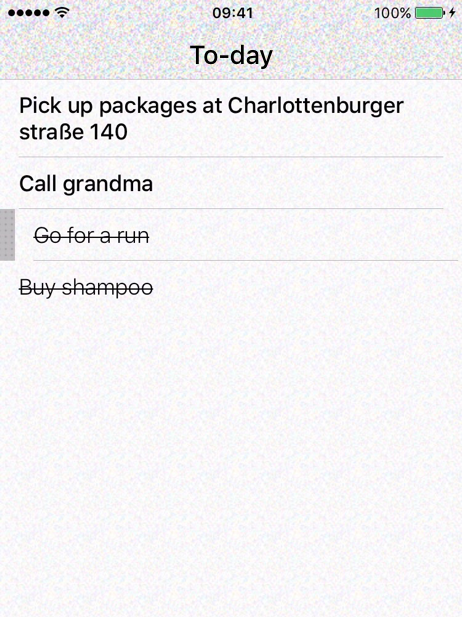 09:41 100%
To-day
Pick up packages at Charlottenburger
straße 140
Call grandma
Go for a run
Buy shampoo